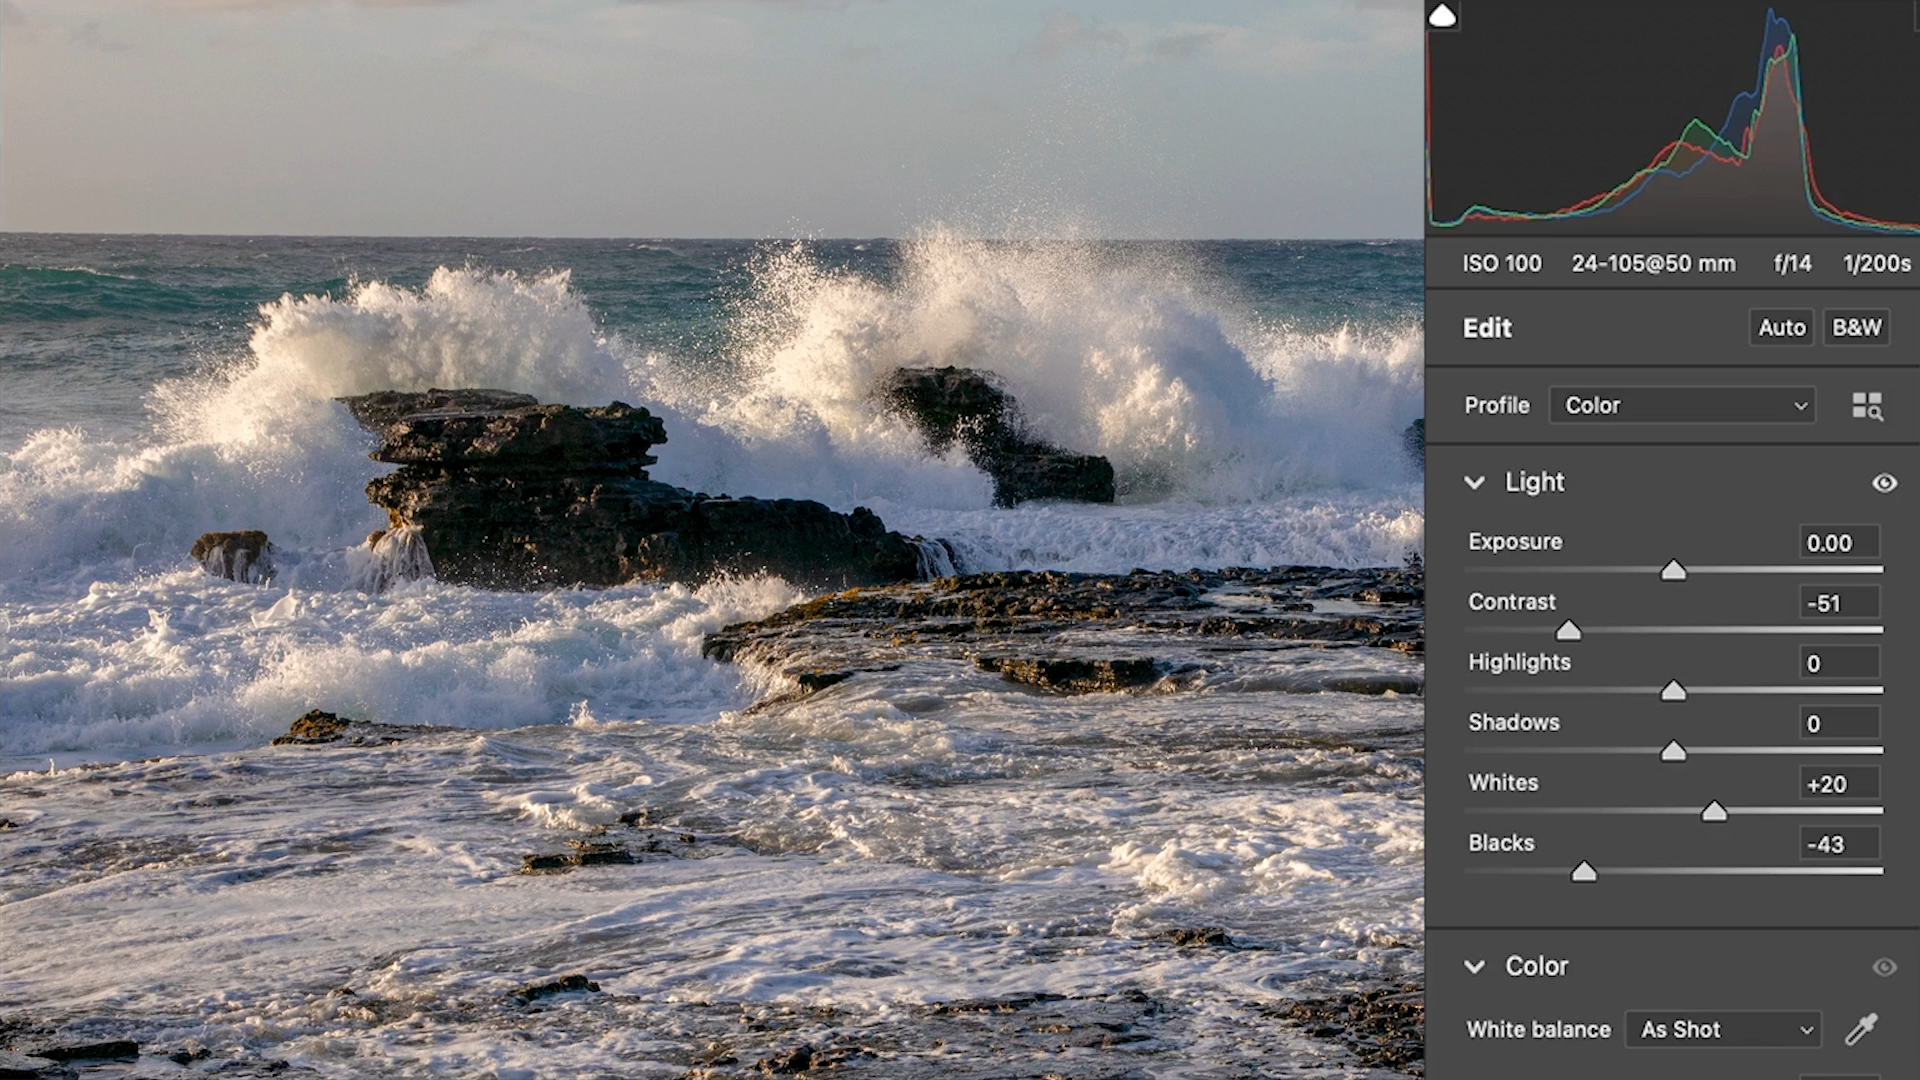 ISO 100 24-105@50 mm f/14 1/200s
Edit Auto B&W
Profile Color
Light
Exposure 0.00
Contrast -51
Highlights 0
Shadows 0
Whites +20
Blacks -43
Color
White balance As Shot